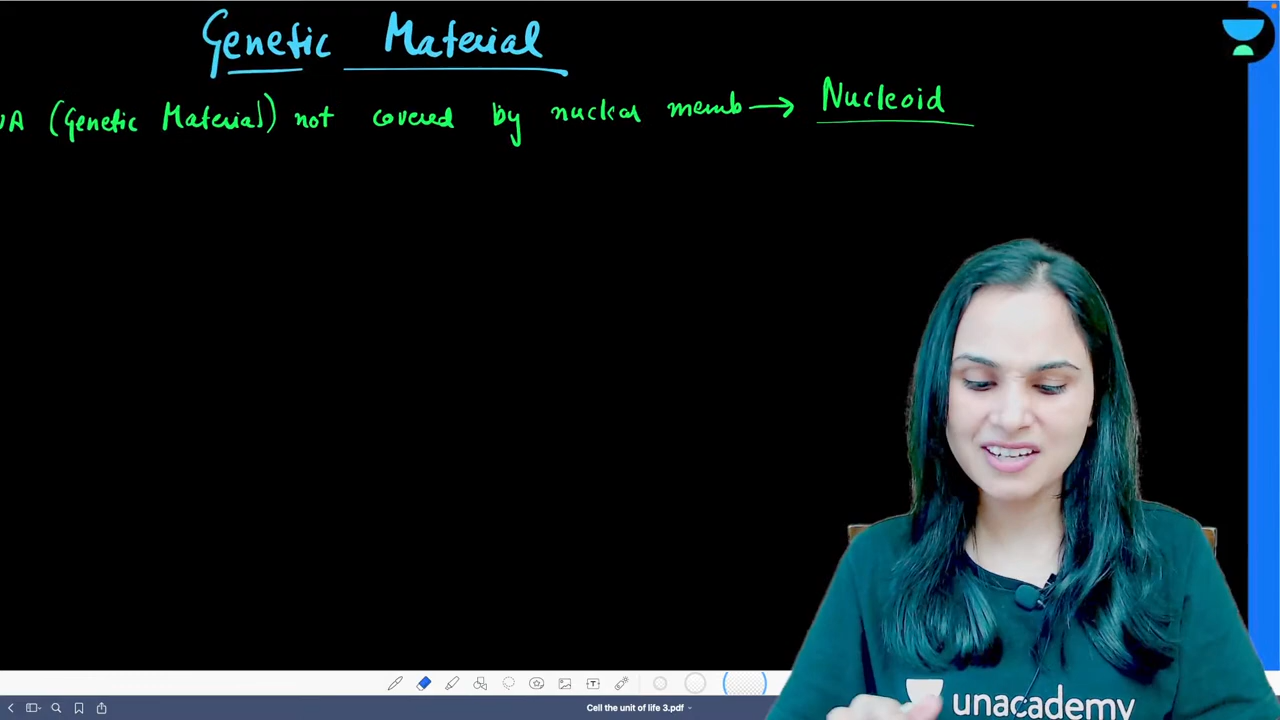 Genetic Material
(Genetic Material) not covered by nuclear memb → Nucleoid
unacademy
Cell the unit of life 3.pdf